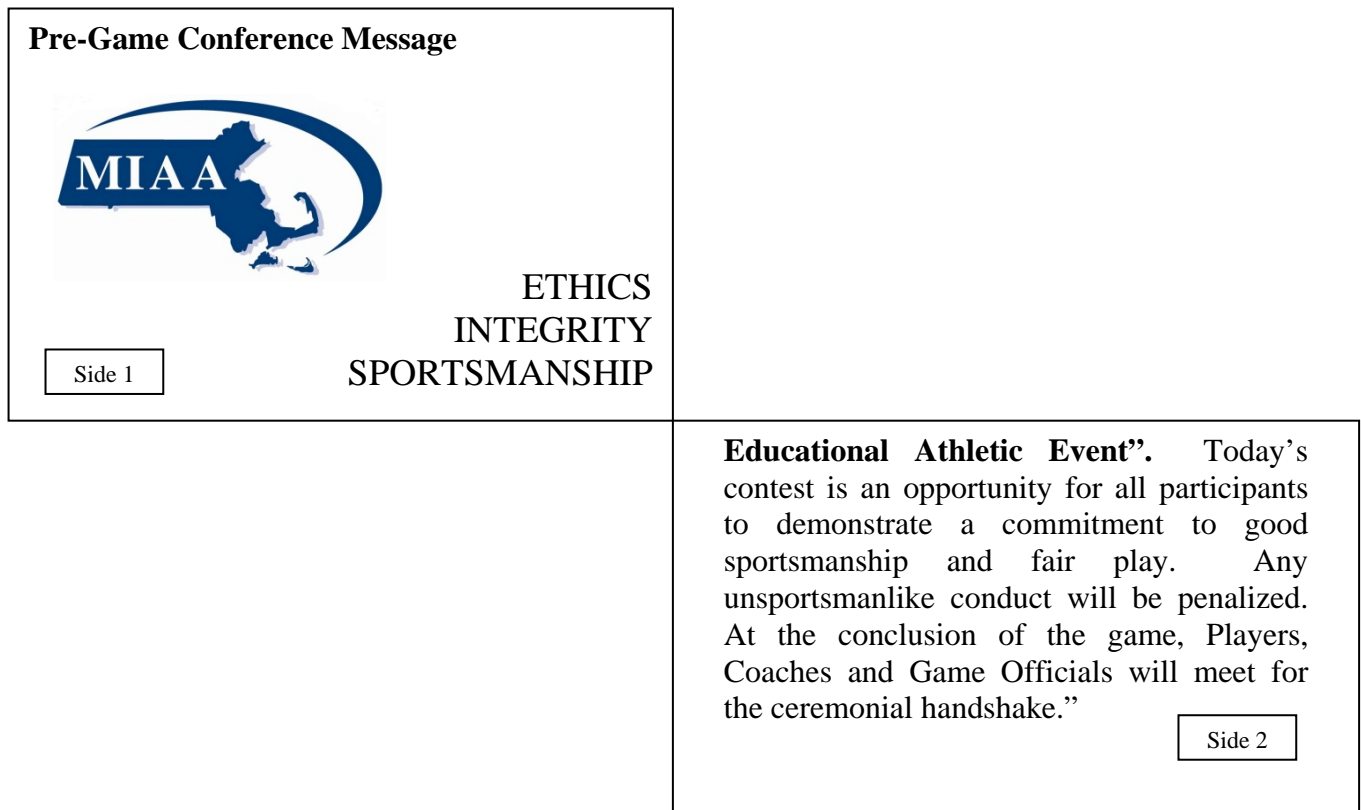 Pre-Game Conference Message
MIAA
ETHICS
INTEGRITY
SPORTSMANSHIP
Side 1
Educational Athletic Event”. Today’s
contest is an opportunity for all participants
to demonstrate a commitment to good
sportsmanship and fair play. Any
unsportsmanlike conduct will be penalized.
At the conclusion of the game, Players,
Coaches and Game Officials will meet for
the ceremonial handshake.”
Side 2